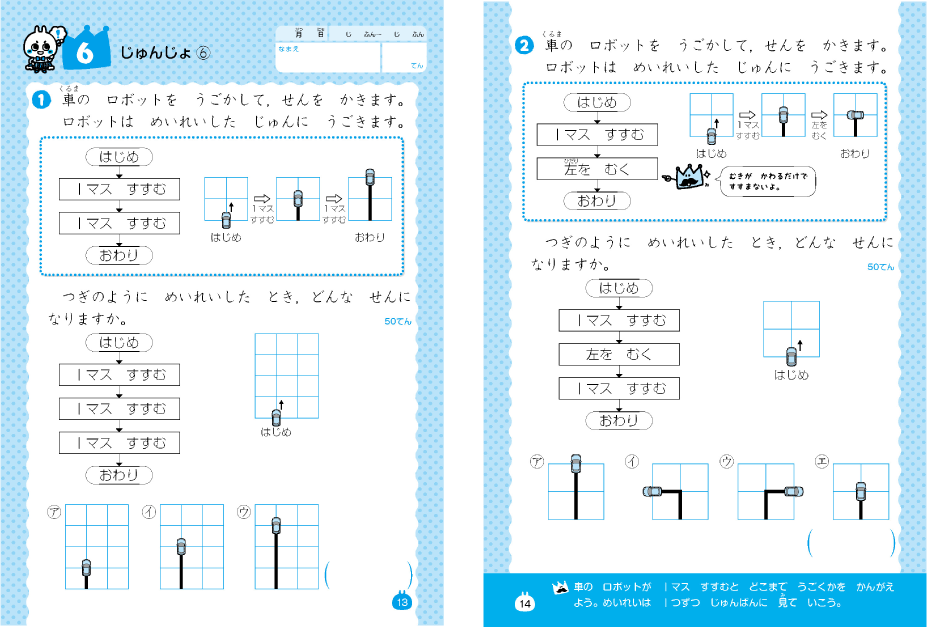 6
じゅんじょ⑥
月 日
じ ふん〜 じ ふん
なまえ
てん
1
くるま
車の ロボットを うごかして，せんを かきます。
ロボットは めいれいした じゅんに うごきます。
はじめ
1マス すすむ
1マス すすむ
おわり
はじめ
1マス
すすむ
1マス
すすむ
おわり
つぎのように めいれいした とき，どんな せんに
なりますか。
50てん
はじめ
1マス すすむ
1マス すすむ
1マス すすむ
おわり
はじめ
㋐
㋑
㋒
( )
13
2
くるま
車の ロボットを うごかして，せんを かきます。
ロボットは めいれいした じゅんに うごきます。
はじめ
1マス すすむ
ひだり
左を むく
おわり
はじめ
1マス
すすむ
左を
むく
おわり
むきが かわるだけで
すすまないよ。
つぎのように めいれいした とき，どんな せんに
なりますか。
50てん
はじめ
1マス すすむ
左を むく
1マス すすむ
おわり
はじめ
㋐
㋑
㋒
㋓
( )
14
車の ロボットが 1マス すすむと どこまで うごくかを かんがえ
よう。めいれいは 1つずつ じゅんばんに 見て いこう。